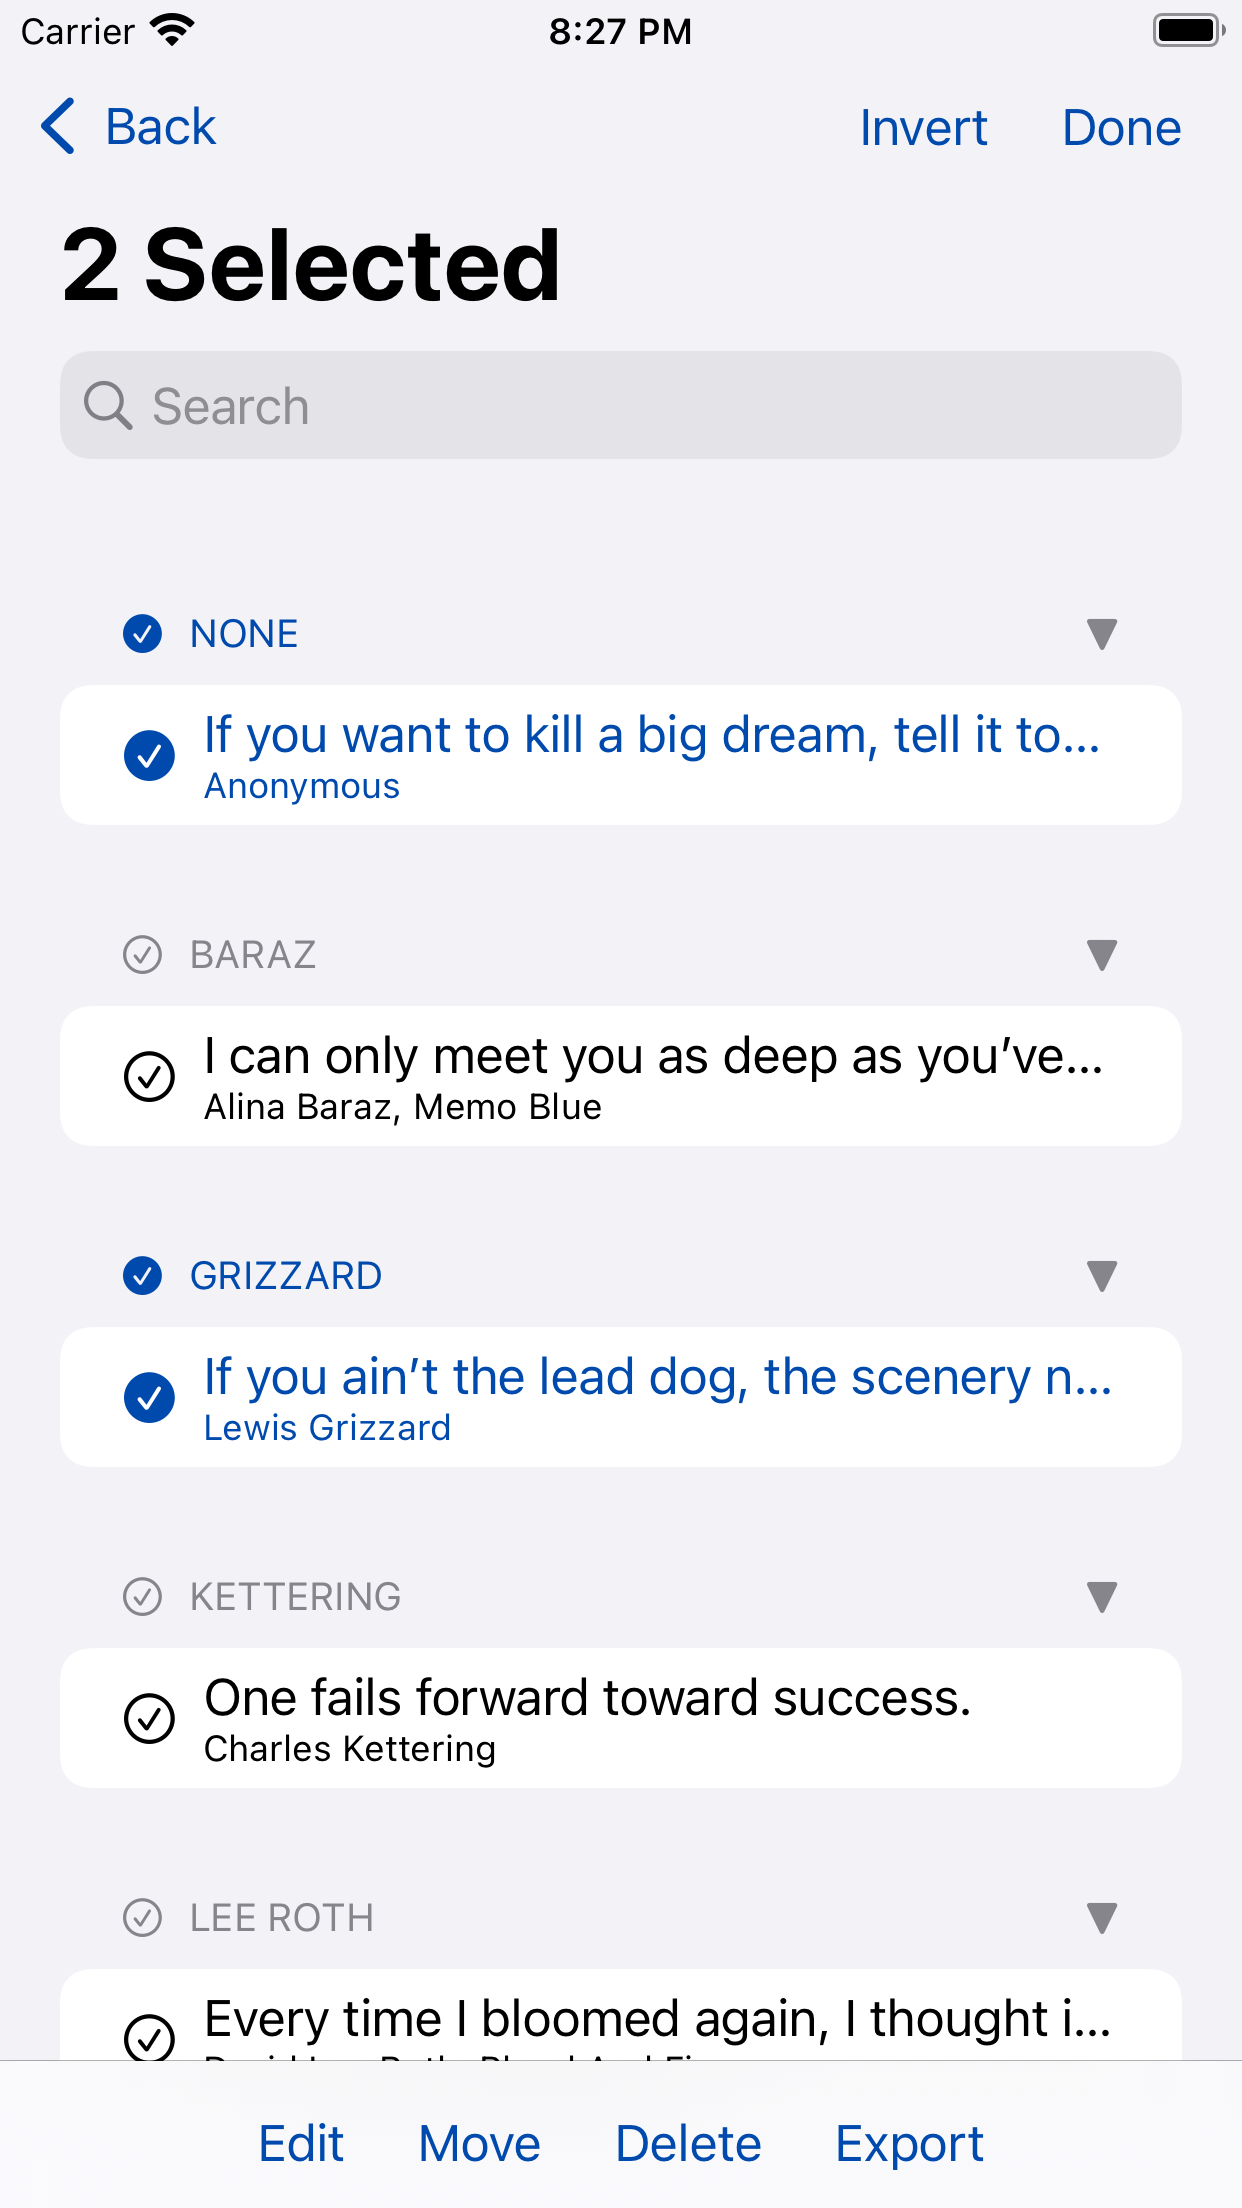 Carrier 8:27 PM
Back Invert Done
2 Selected
Search
NONE
If you want to kill a big dream, tell it to...
Anonymous
BARAZ
I can only meet you as deep as you’ve...
Alina Baraz, Memo Blue
GRIZZARD
If you ain’t the lead dog, the scenery n...
Lewis Grizzard
KETTERING
One fails forward toward success.
Charles Kettering
LEE ROTH
Every time I bloomed again, I thought i...
Edit Move Delete Export